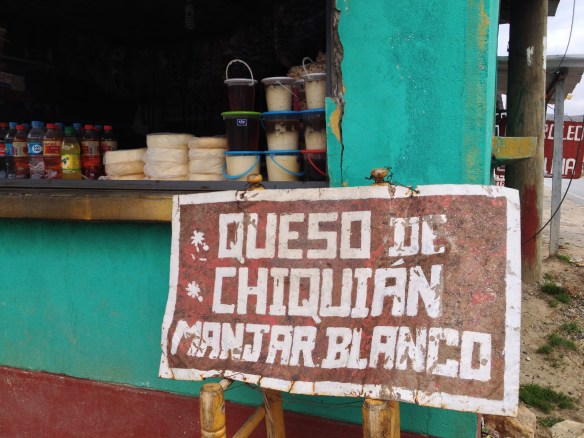 * QUESO DE
* CHIQUIÁN
MANJAR.BLANCO